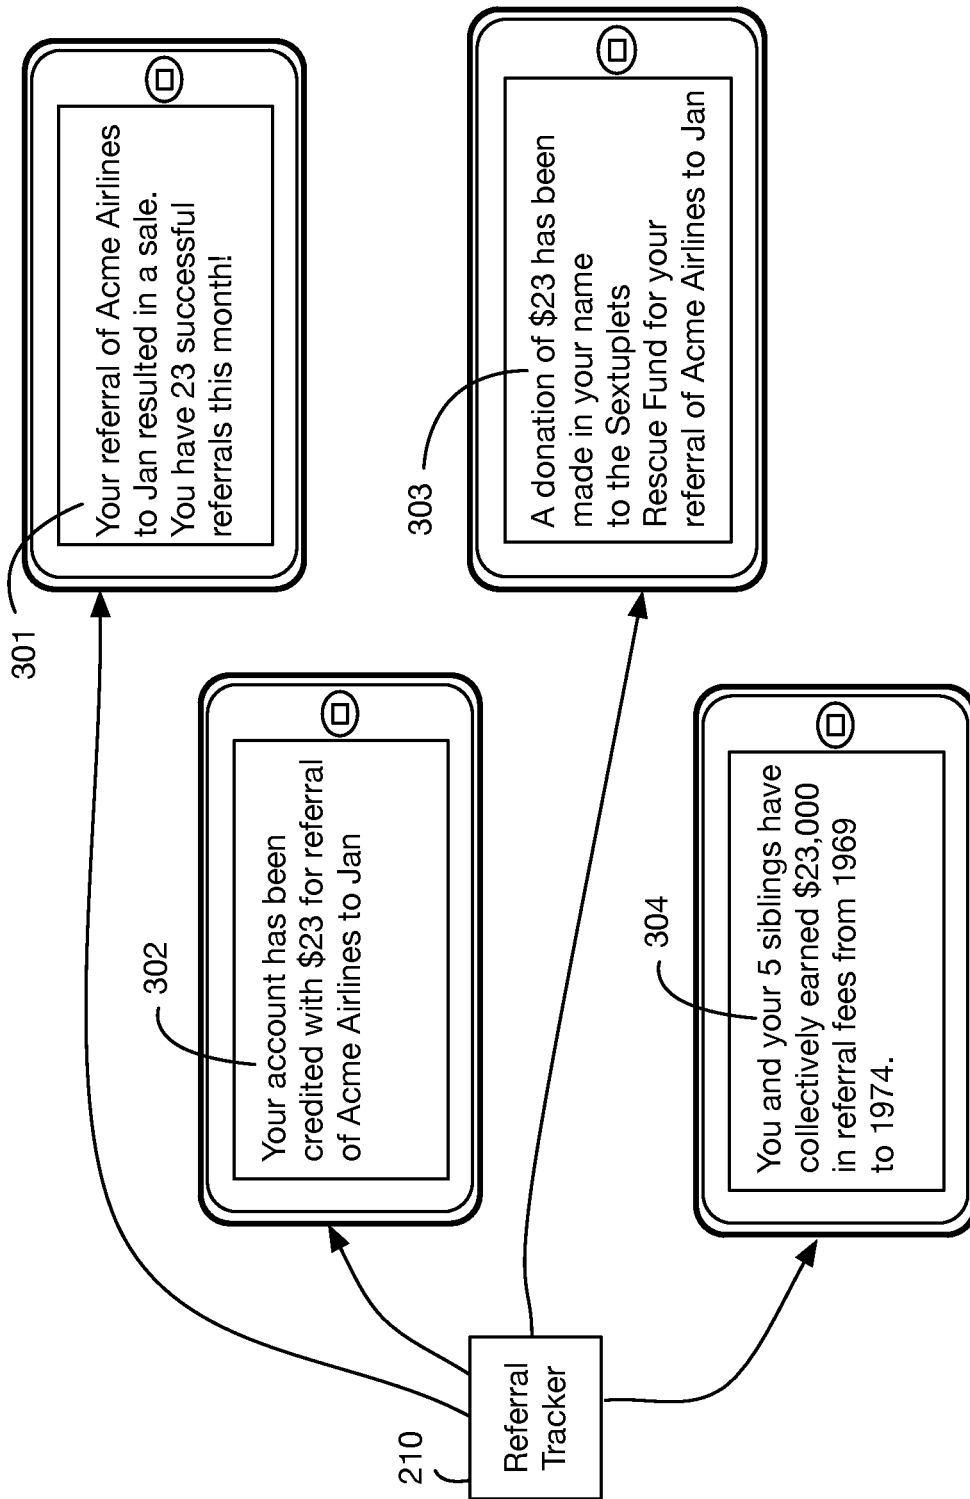 301
Your referral of Acme Airlines
to Jan resulted in a sale.
You have 23 successful
referrals this month!
302
Your account has been
credited with $23 for referral
of Acme Airlines to Jan
303
A donation of $23 has been
made in your name
to the Sextuplets
Rescue Fund for your
referral of Acme Airlines to Jan
304
You and your 5 siblings have
collectively earned $23,000
in referral fees from 1969
to 1974.
210
Referral
Tracker